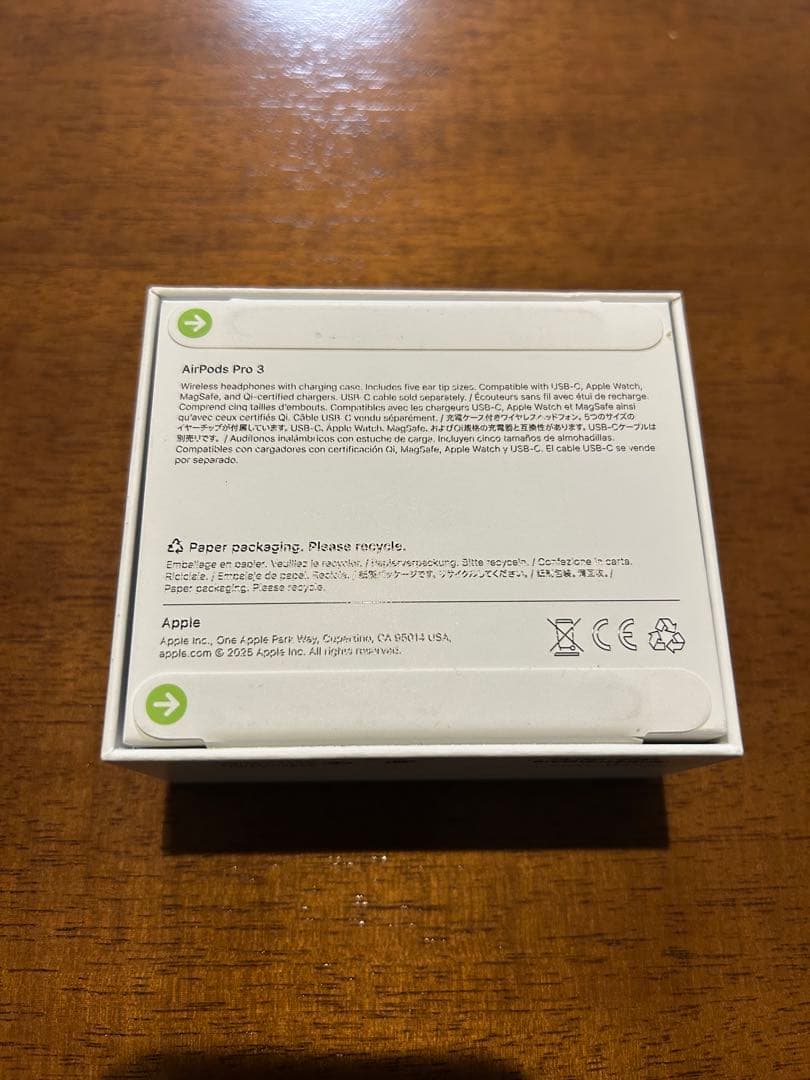 AirPods Pro 3
Wireless headphones with charging case. Includes five ear tip sizes. Compatible with USB-C, Apple Watch,
MagSafe, and Qi-certified chargers. USB-C cable sold separately. / Écouteurs sans fil avec étui de recharge.
Comprend cinq tailles d'embouts. Compatibles avec les chargeurs USB-C, Apple Watch et MagSafe ainsi
qu'avec ceux certifiés Qi. Câble USB-C vendu séparément. / 充電ケース付きワイヤレスヘッドフォン。5つのサイズの
イヤーチップが付属しています。USB-C、Apple Watch、MagSafe、およびQi規格の充電器と互換性があります。USB-Cケーブルは
別売りです。 / Audífonos inalámbricos con estuche de carga. Incluyen cinco tamaños de almohadillas.
Compatibles con cargadores con certificación Qi, MagSafe, Apple Watch y USB-C. El cable USB-C se vende
por separado.
Paper packaging. Please recycle.
Emballage en papier. Veuillez le recycler. / Papierverpackung. Bitte recyceln. / Confezione in carta.
Riciclale. / Empaque de papel. Recicla. / 紙製パッケージです。リサイクルしてください。 / 纸制包装。请回收。 /
Paper packaging. Please recycle.
Apple
Apple Inc., One Apple Park Way, Cupertino, CA 95014 USA.
apple.com © 2025 Apple Inc. All rights reserved.
CE